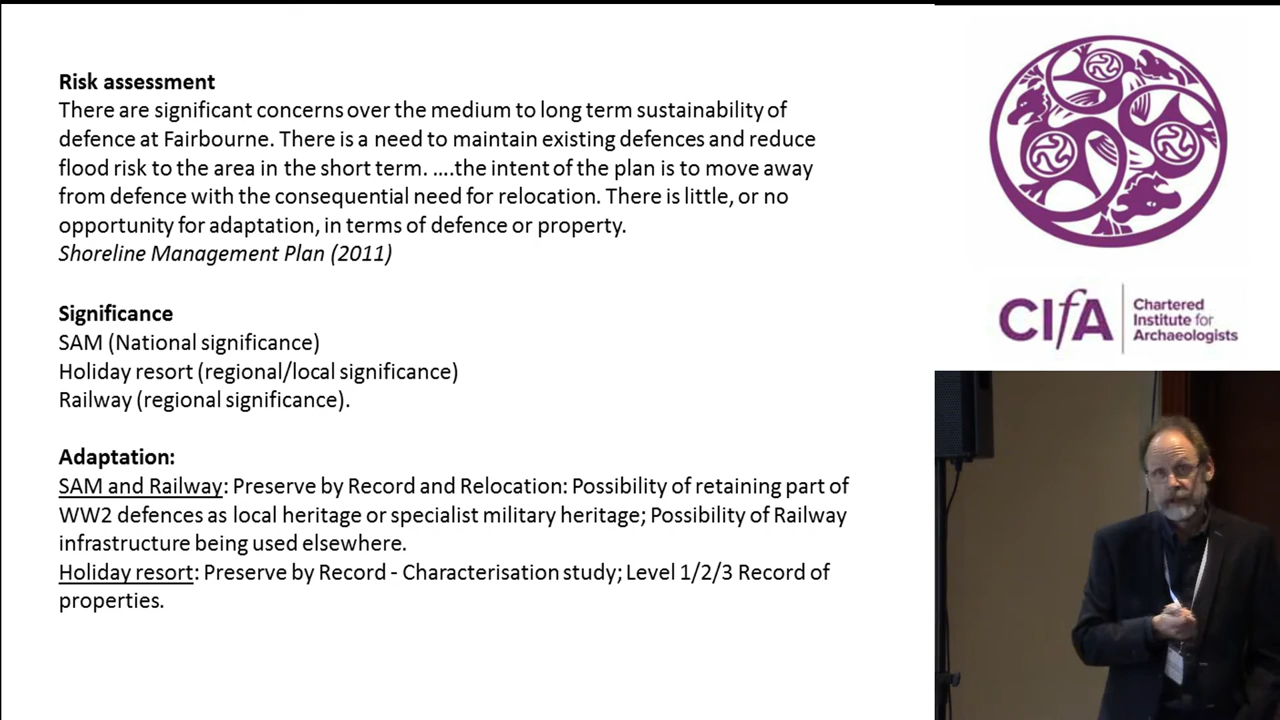 Risk assessment
There are significant concerns over the medium to long term sustainability of
defence at Fairbourne. There is a need to maintain existing defences and reduce
flood risk to the area in the short term. ....the intent of the plan is to move away
from defence with the consequential need for relocation. There is little, or no
opportunity for adaptation, in terms of defence or property.
Shoreline Management Plan (2011)
Significance
SAM (National significance)
Holiday resort (regional/local significance)
Railway (regional significance).
Adaptation:
SAM and Railway: Preserve by Record and Relocation: Possibility of retaining part of
WW2 defences as local heritage or specialist military heritage; Possibility of Railway
infrastructure being used elsewhere.
Holiday resort: Preserve by Record - Characterisation study; Level 1/2/3 Record of
properties.
CIfA
Chartered
Institute for
Archaeologists